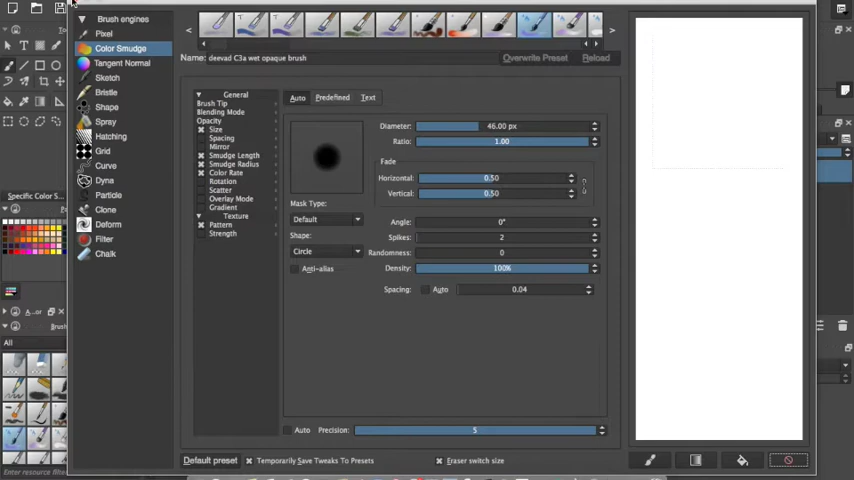 Brush engines
Pixel
Color Smudge
Tangent Normal
Sketch
Bristle
Shape
Spray
Hatching
Grid
Curve
Dyna
Particle
Clone
Deform
Filter
Chalk
Name: deevad C3a wet opaque brush
Overwrite Preset
Reload
General
Brush Tip
Blending Mode
Opacity
Size
Spacing
Mirror
Smudge Length
Smudge Radius
Color Rate
Rotation
Scatter
Overlay Mode
Gradient
Texture
Pattern
Strength
Auto
Predefined
Text
Diameter: 46.00 px
Ratio: 1.00
Fade
Horizontal: 0.50
Vertical: 0.50
Mask Type:
Default
Shape:
Circle
Anti-alias
Angle: 0°
Spikes: 2
Randomness: 0
Density: 100%
Spacing: Auto 0.04
Auto Precision: 5
Default preset
Temporarily Save Tweaks To Presets
Eraser switch size
Specific Color S
All
Enter resource filter